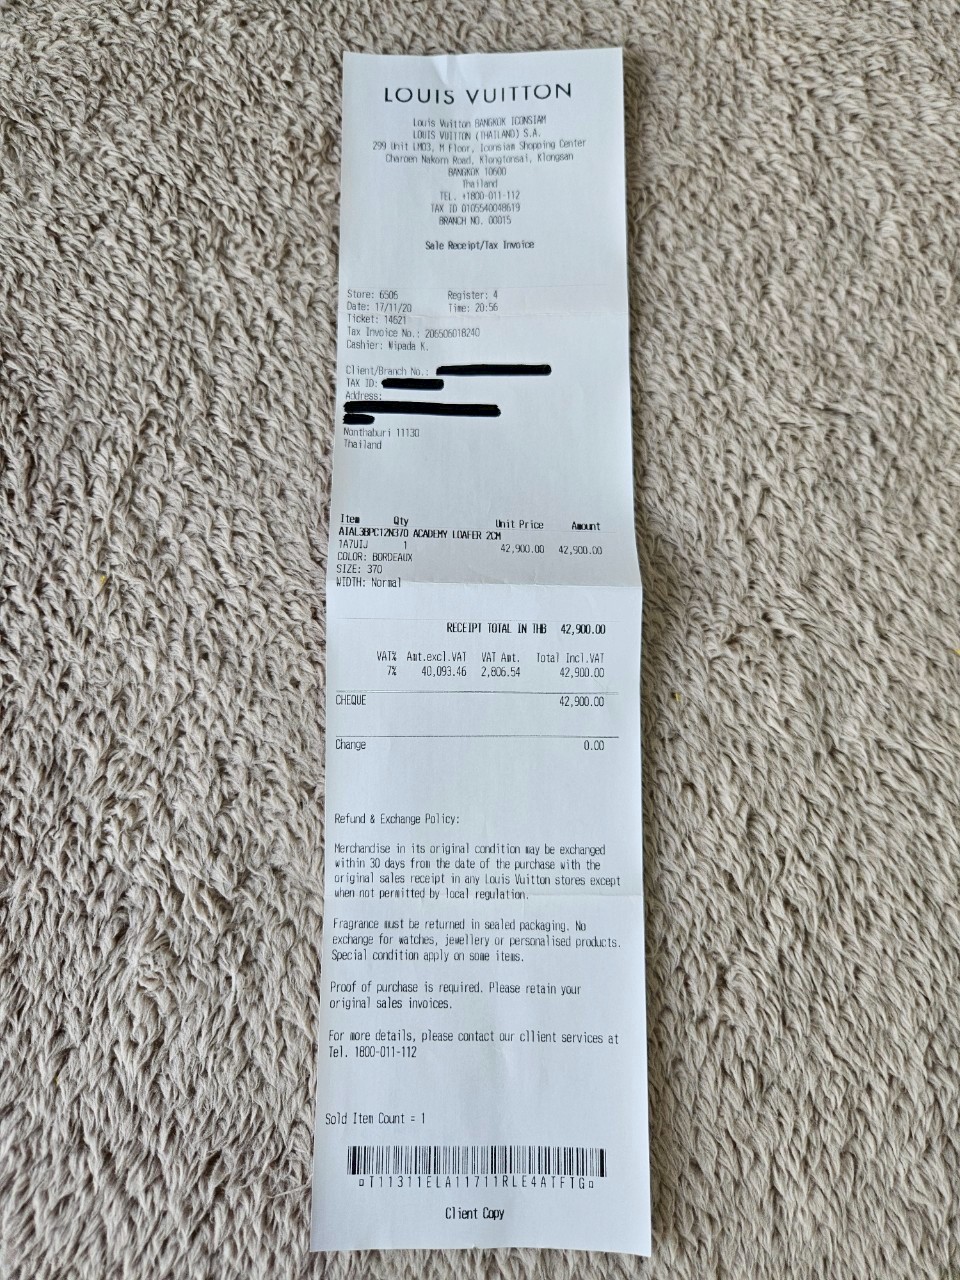 LOUIS VUITTON
Louis Vuitton BANGKOK ICONSIAM
LOUIS VUITTON (THAILAND) S.A.
299 Unit LM03, M Floor, Iconsiam Shopping Center
Charoen Nakorn Road, Klongtonsai, Klongsan
BANGKOK 10600
Thailand
TEL. +1800-011-112
TAX ID 0105540048619
BRANCH NO. 00015
Sale Receipt/Tax Invoice
Store: 6506 Register: 4
Date: 17/11/20 Time: 20:56
Ticket: 14621
Tax Invoice No.: 206506018240
Cashier: Wipada K.
Client/Branch No.:
TAX ID:
Address:
Nonthaburi 11130
Thailand
Item Qty Unit Price Amount
AIAL3BPC12N370 ACADEMY LOAFER 2CM
1A7UIJ 1 42,900.00 42,900.00
COLOR: BORDEAUX
SIZE: 370
WIDTH: Normal
RECEIPT TOTAL IN THB 42,900.00
VAT% Amt.excl.VAT VAT Amt. Total Incl.VAT
7% 40,093.46 2,806.54 42,900.00
CHEQUE 42,900.00
Change 0.00
Refund & Exchange Policy:
Merchandise in its original condition may be exchanged
within 30 days from the date of the purchase with the
original sales receipt in any Louis Vuitton stores except
when not permitted by local regulation.
Fragrance must be returned in sealed packaging. No
exchange for watches, jewellery or personalised products.
Special condition apply on some items.
Proof of purchase is required. Please retain your
original sales invoices.
For more details, please contact our cllient services at
Tel. 1800-011-112
Sold Item Count = 1
¤T11311ELA11711RLE4ATFTG¤
Client Copy